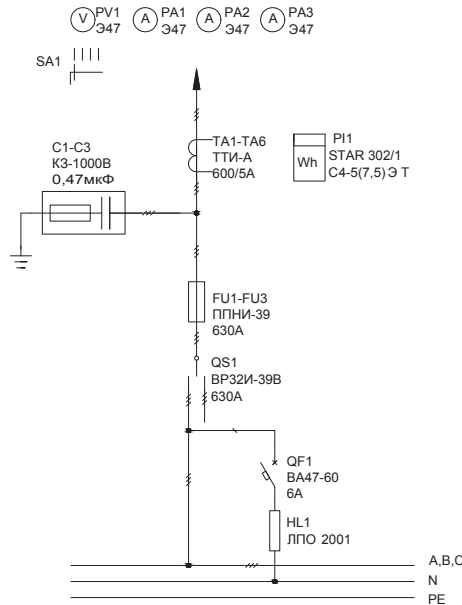 V PV1 A PA1 A PA2 A PA3
Э47 Э47 Э47 Э47
SA1
TA1-TA6
ТТИ-А
600/5А
PI1
Wh
STAR 302/1
С4-5(7,5) Э Т
C1-C3
КЗ-1000В
0,47мкФ
FU1-FU3
ППНИ-39
630А
QS1
ВР32И-39В
630А
QF1
ВА47-60
6А
HL1
ЛПО 2001
A,B,C
N
PE